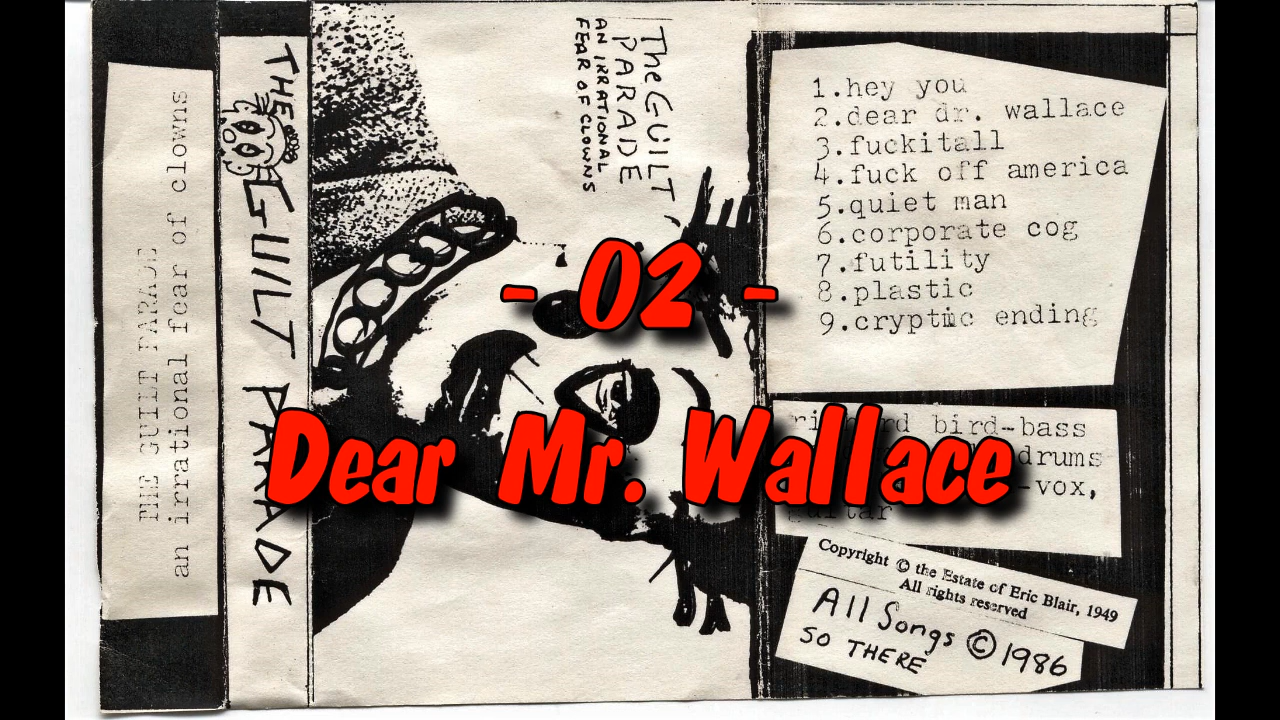 THE GUILT PARADE
an irrational fear of clowns
THE GUILT PARADE
The GUILT
PARADE
AN IRRATIONAL
FEAR OF CLOWNS
1.hey you
2.dear dr. wallace
3.fuckitall
4.fuck off america
5.quiet man
6.corporate cog
7.futility
8.plastic
9.cryptic ending
- 02 -
Dear Mr. Wallace
bird-bass
drums
-vox,
guitar
Copyright © the Estate of Eric Blair, 1949
All rights reserved
All Songs © 1986
SO THERE